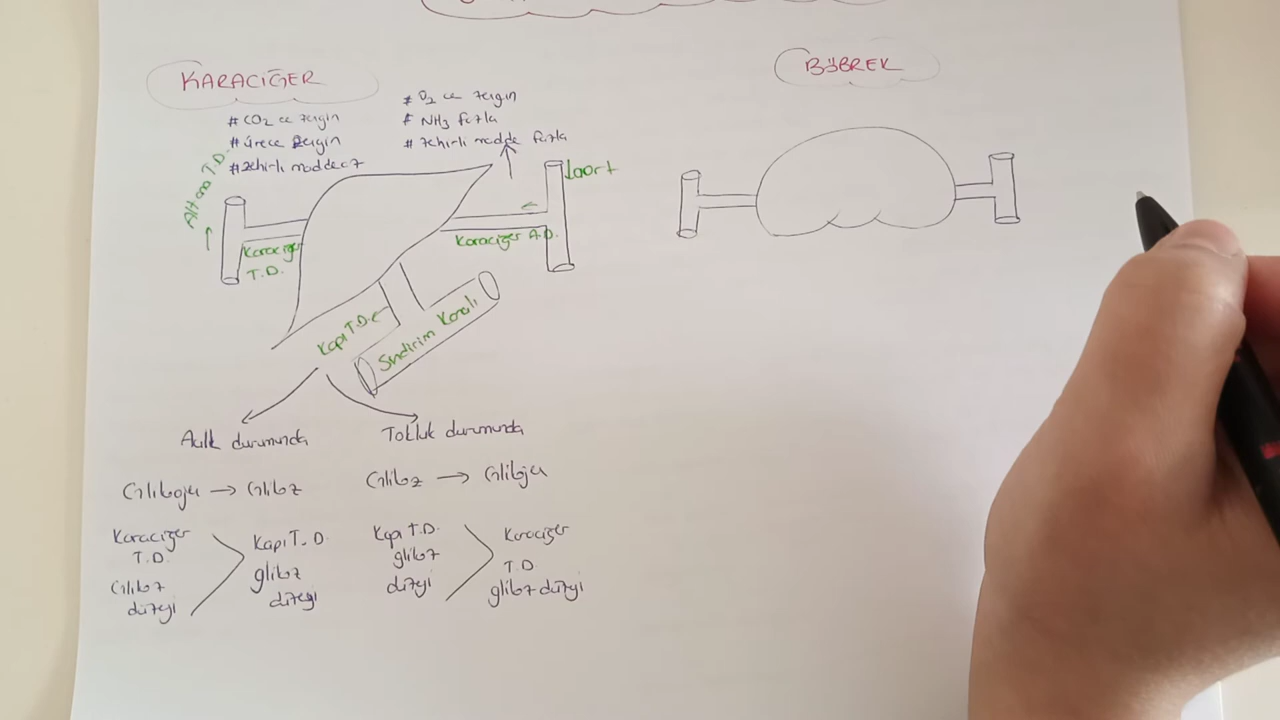 KARACİĞER
# CO2 ce zengin
# ürece zengin
# zehirli madde az
# O2 ce zengin
# NH3 fazla
# zehirli madde fazla
Alt ana T.D.
Karaciğer
T.D.
Aort
Karaciğer A.D.
Kapı T.D.
Sindirim Kanalı
Açlık durumunda
Tokluk durumunda
Glikojen → Glikoz
Glikoz → Glikojen
Karaciğer
T.D.
Glikoz
düzeyi
>
Kapı T.D.
glikoz
düzeyi
Kapı T.D.
glikoz
düzeyi
>
Karaciğer
T.D
glikoz düzeyi
BÖBREK